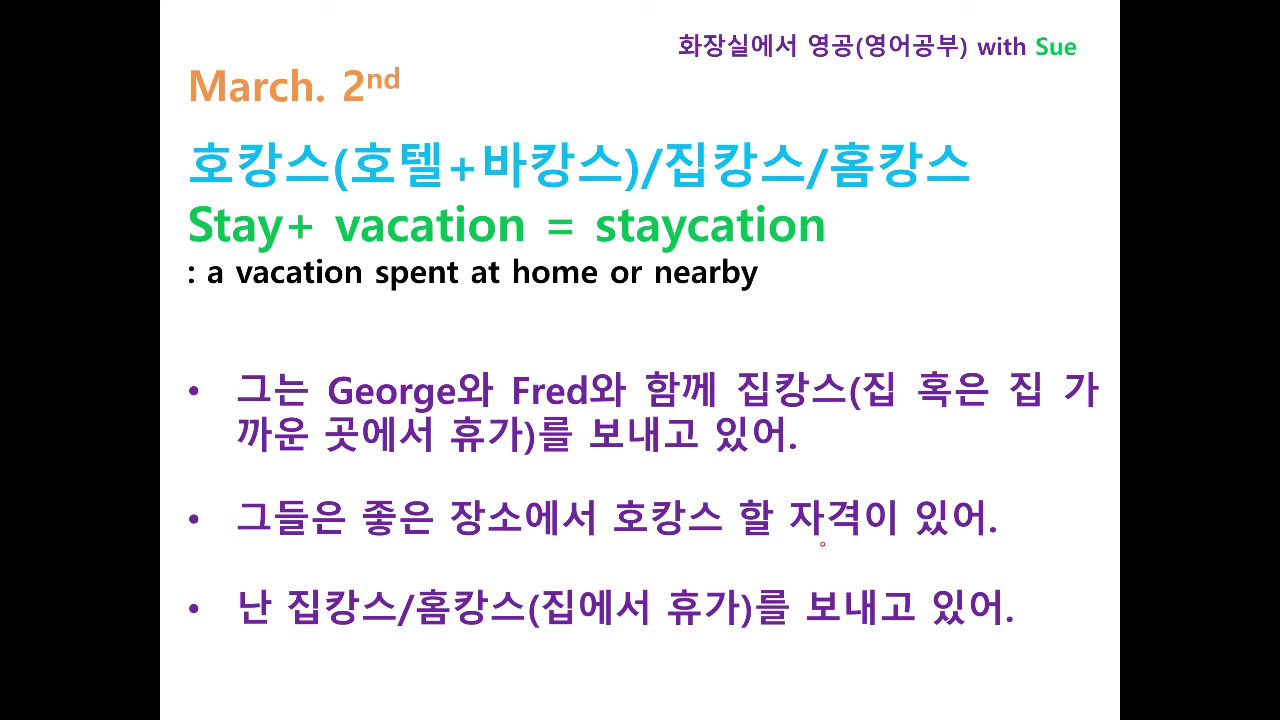 화장실에서 영공(영어공부) with Sue
March. 2nd
호캉스(호텔+바캉스)/집캉스/홈캉스
Stay+ vacation = staycation
: a vacation spent at home or nearby
• 그는 George와 Fred와 함께 집캉스(집 혹은 집 가
까운 곳에서 휴가)를 보내고 있어.
• 그들은 좋은 장소에서 호캉스 할 자격이 있어.
• 난 집캉스/홈캉스(집에서 휴가)를 보내고 있어.